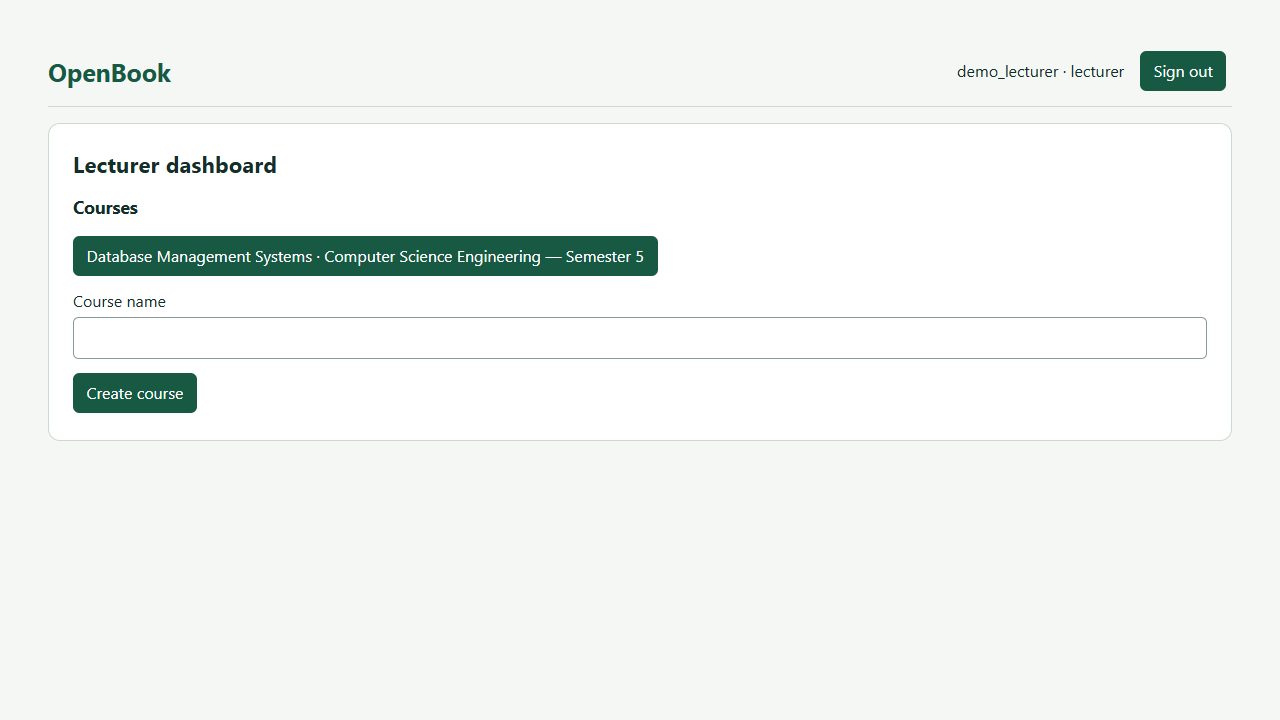 OpenBook
demo_lecturer · lecturer
Sign out
Lecturer dashboard
Courses
Database Management Systems · Computer Science Engineering — Semester 5
Course name
Create course